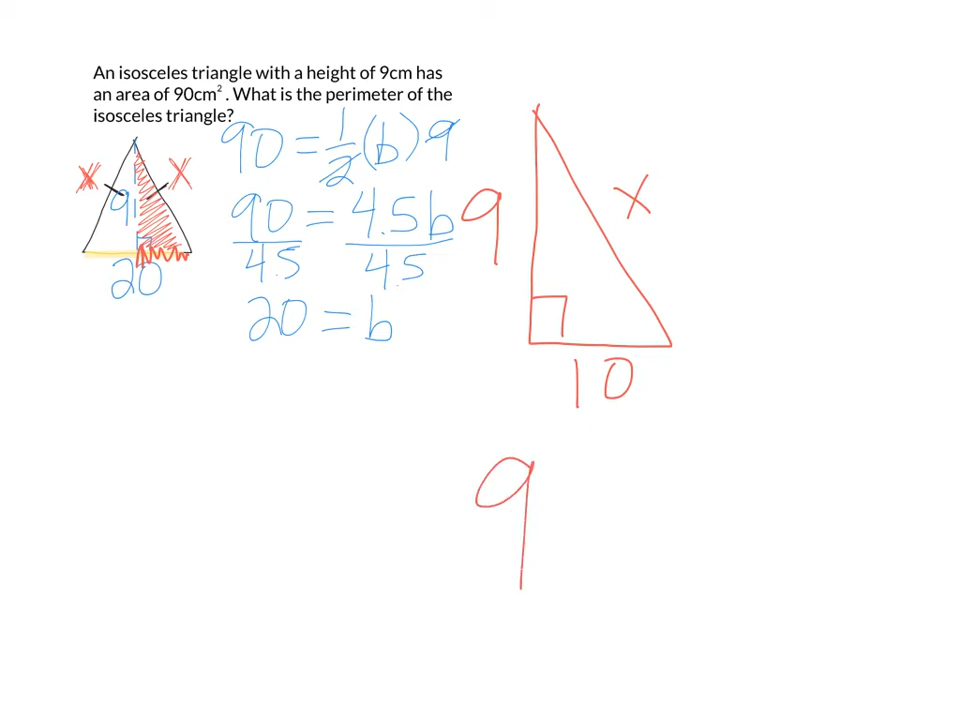 An isosceles triangle with a height of 9cm has
an area of 90cm². What is the perimeter of the
isosceles triangle?
90 = 1/2 (b) 9
x x
9
20
90 = 4.5b
4.5 4.5
20 = b
9
x
10
9